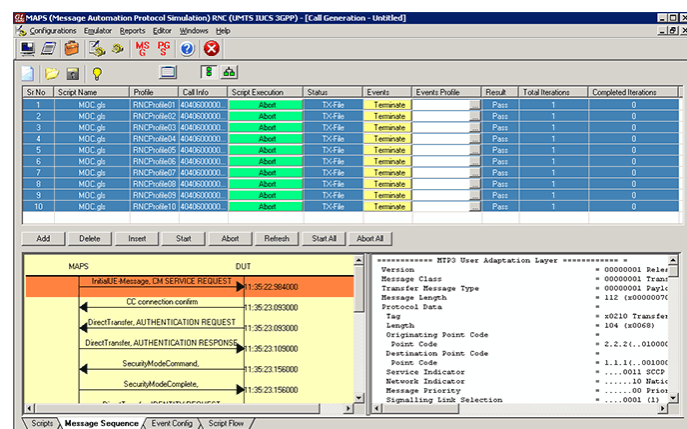 MAPS (Message Automation Protocol Simulation) RNC (UMTS IUCS 3GPP) - [Call Generation - Untitled]
Configurations Emulator Reports Editor Windows Help
MS G PG S
Sr No Script Name Profile Call Info Script Execution Status Events Events Profile Result Total Iterations Completed Iterations
1 MOC.gls RNCProfile01 4040600000... Abort TX-File Terminate ... Pass 1 0
2 MOC.gls RNCProfile02 4040600000... Abort TX-File Terminate ... Pass 1 0
3 MOC.gls RNCProfile03 4040600000... Abort TX-File Terminate ... Pass 1 0
4 MOC.gls RNCProfile04 4040600000... Abort TX-File Terminate ... Pass 1 0
5 MOC.gls RNCProfile05 4040600000... Abort TX-File Terminate ... Pass 1 0
6 MOC.gls RNCProfile06 4040600000... Abort TX-File Terminate ... Pass 1 0
7 MOC.gls RNCProfile07 4040600000... Abort TX-File Terminate ... Pass 1 0
8 MOC.gls RNCProfile08 4040600000... Abort TX-File Terminate ... Pass 1 0
9 MOC.gls RNCProfile09 4040600000... Abort TX-File Terminate ... Pass 1 0
10 MOC.gls RNCProfile10 4040600000... Abort TX-File Terminate ... Pass 1 0
Add Delete Insert Start Abort Refresh Start All Abort All
MAPS DUT
InitialUE-Message, CM SERVICE REQUEST 11:35:22.984000
CC connection confirm 11:35:23.093000
DirectTransfer, AUTHENTICATION REQUEST 11:35:23.093000
DirectTransfer, AUTHENTICATION RESPONSE 11:35:23.109000
SecurityModeCommand, 11:35:23.156000
SecurityModeComplete, 11:35:23.156000
=========== MTP3 User Adaptation Layer =========== =
Version = 00000001 Relea
Message Class = 00000001 Trans
Transfer Message Type = 00000001 Paylo
Message Length = 112 (x00000070
Protocol Data =
Tag = x0210 Transfer
Length = 104 (x0068)
Originating Point Code
Point Code = 2.2.2(..010000
Destination Point Code
Point Code = 1.1.1(..001000
Service Indicator = ....0011 SCCP
Network Indicator = ......10 Natio
Message Priority = ......00 Prior
Signalling Link Selection = ....0001 (1)
Scripts Message Sequence Event Config Script Flow